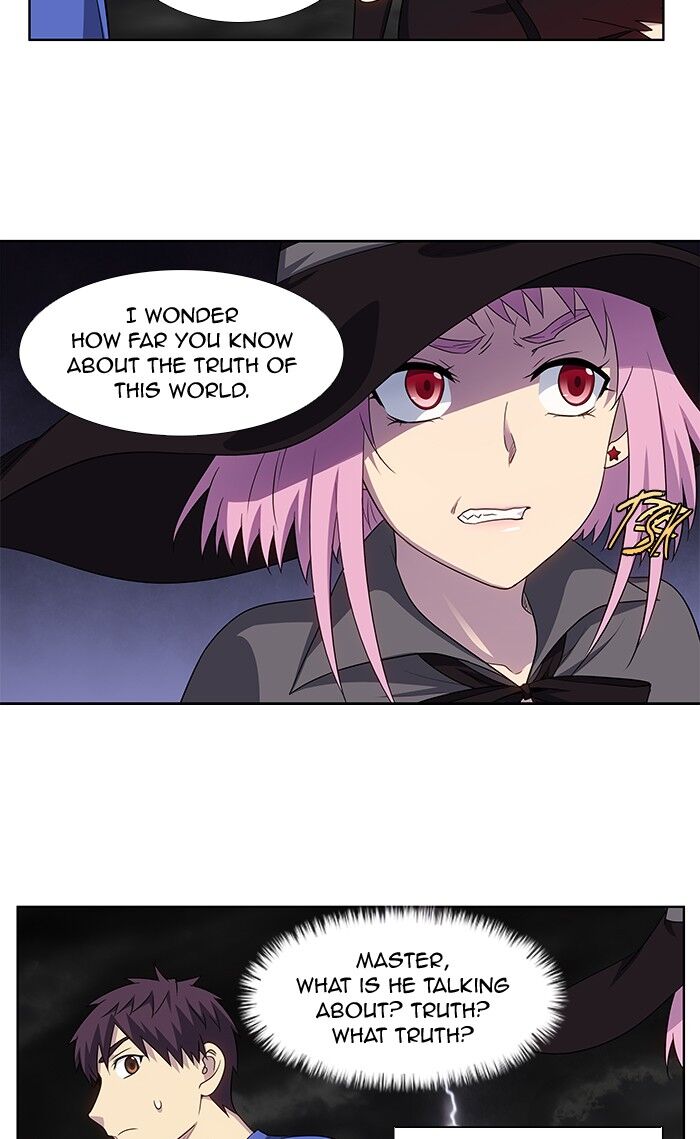 I WONDER
HOW FAR YOU KNOW
ABOUT THE TRUTH OF
THIS WORLD.
TSSK
MASTER,
WHAT IS HE TALKING
ABOUT? TRUTH?
WHAT TRUTH?